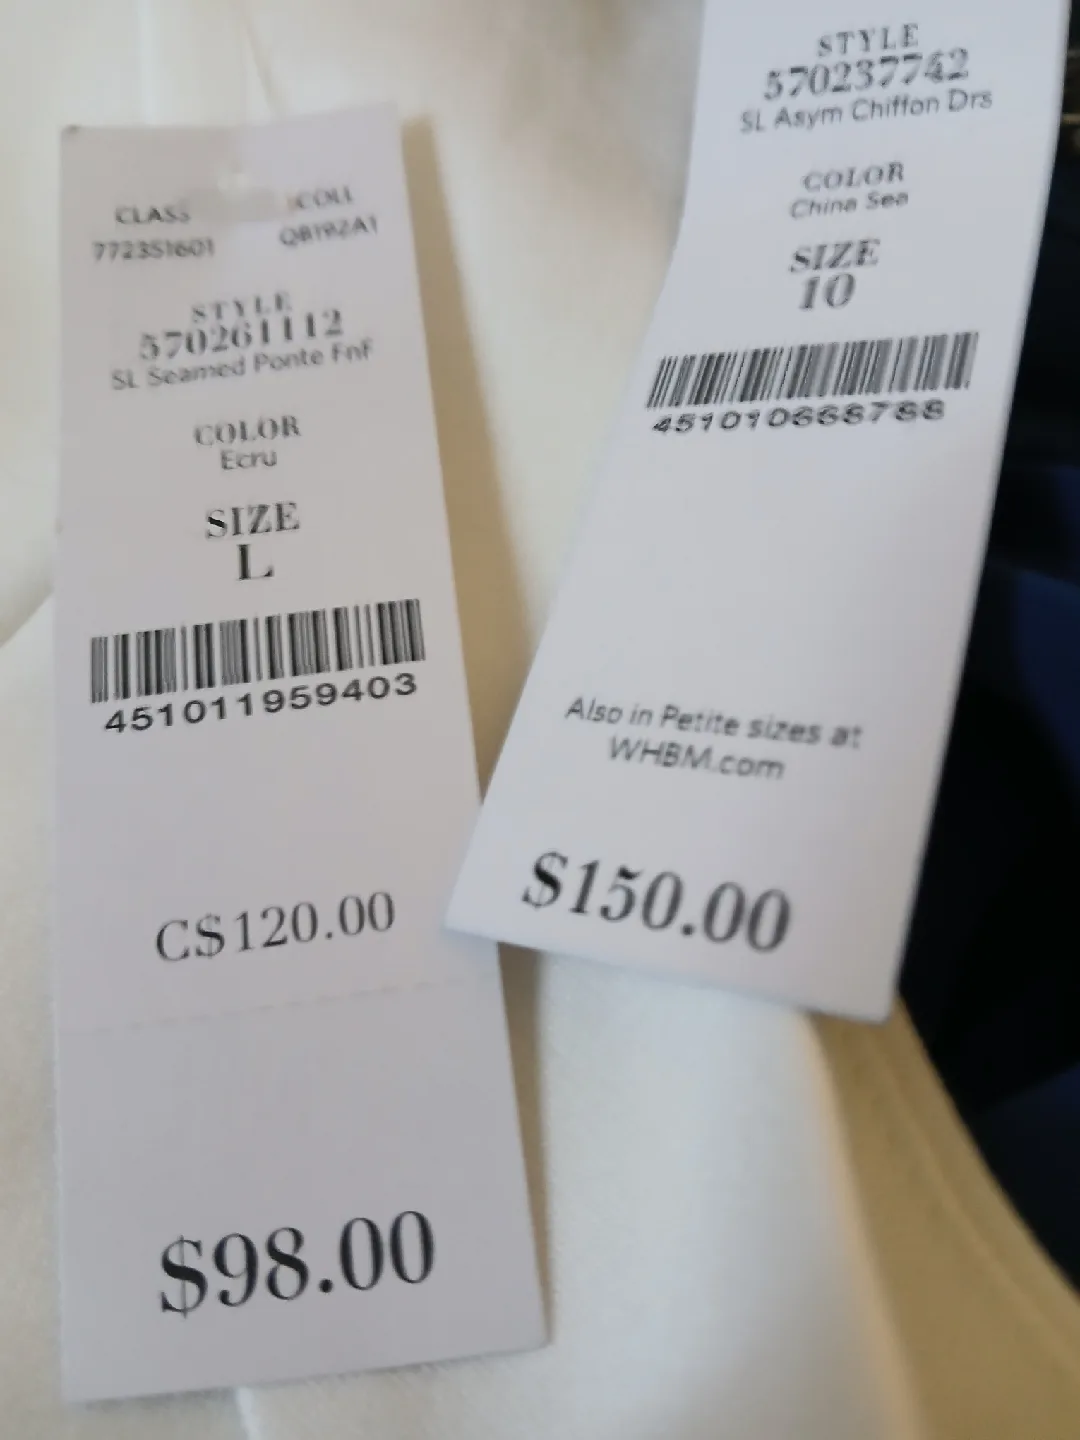 CLASS COLL
772351601 QB19ZA1
STYLE
570261112
SL Seamed Ponte FnF
COLOR
Ecru
SIZE
L
451011959403
C$120.00
$98.00
STYLE
570237742
SL Asym Chiffon Drs
COLOR
China Sea
SIZE
10
451010668788
Also in Petite sizes at
WHBM.com
$150.00